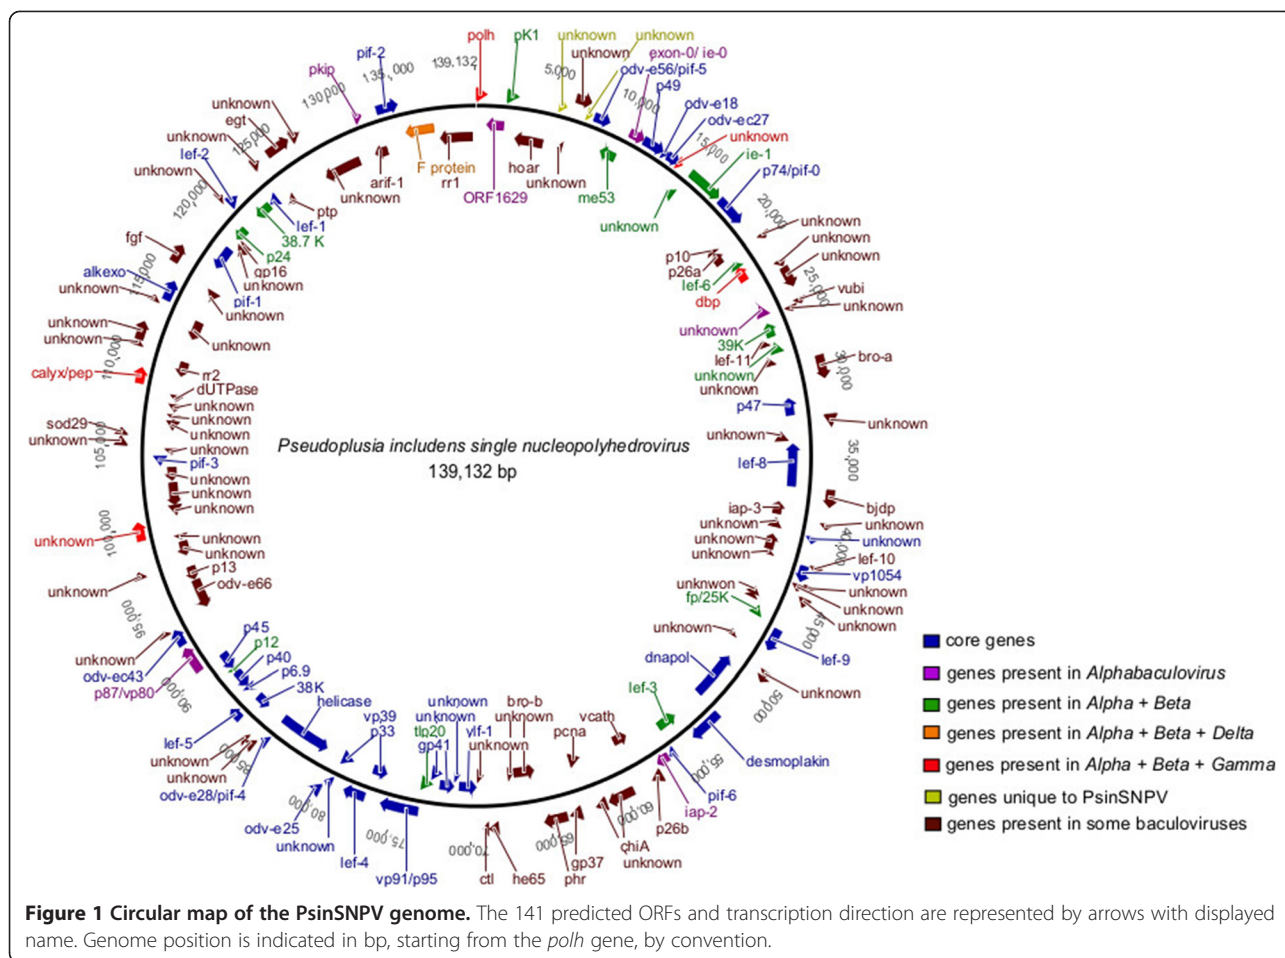 polh
pK1
unknown
unknown
unknown
exon-0/ ie-0
odv-e56/pif-5
p49
odv-e18
odv-ec27
unknown
ie-1
p74/pif-0
unknown
unknown
unknown
vubi
unknown
bro-a
unknown
bjdp
unknown
unknown
lef-10
vp1054
unknown
unknown
unknown
lef-9
unknown
desmoplakin
pif-6
iap-2
p26b
unknown
chiA
gp37
phr
he65
ctl
vp91/p95
lef-4
unknown
odv-e25
odv-e28/pif-4
unknown
unknown
lef-5
p87/vp80
odv-ec43
unknown
unknown
unknown
unknown
sod29
calyx/pep
unknown
unknown
unknown
alkexo
fgf
unknown
lef-2
unknown
egt
unknown
pkip
pif-2
139,132
5,000
10,000
15,000
20,000
25,000
30,000
35,000
40,000
45,000
50,000
55,000
60,000
65,000
70,000
75,000
80,000
85,000
90,000
95,000
100,000
105,000
110,000
115,000
120,000
125,000
130,000
135,000
F protein
rr1
ORF1629
hoar
unknown
me53
unknown
p10
p26a
lef-6
dbp
unknown
39K
lef-11
unknown
unknown
p47
unknown
lef-8
iap-3
unknown
unknown
unknown
unknwon
fp/25K
unknown
dnapol
lef-3
vcath
pcna
bro-b
unknown
unknown
vlf-1
unknown
unknown
gp41
tlp20
p33
vp39
helicase
38K
p6.9
p40
p12
p45
odv-e66
p13
unknown
unknown
unknown
unknown
unknown
pif-3
unknown
unknown
unknown
unknown
dUTPase
rr2
unknown
unknown
pif-1
unknown
gp16
p24
38.7 K
lef-1
ptp
unknown
arif-1
Pseudoplusia includens single nucleopolyhedrovirus
139,132 bp
core genes
genes present in Alphabaculovirus
genes present in Alpha + Beta
genes present in Alpha + Beta + Delta
genes present in Alpha + Beta + Gamma
genes unique to PsinSNPV
genes present in some baculoviruses
Figure 1 Circular map of the PsinSNPV genome. The 141 predicted ORFs and transcription direction are represented by arrows with displayed
name. Genome position is indicated in bp, starting from the polh gene, by convention.